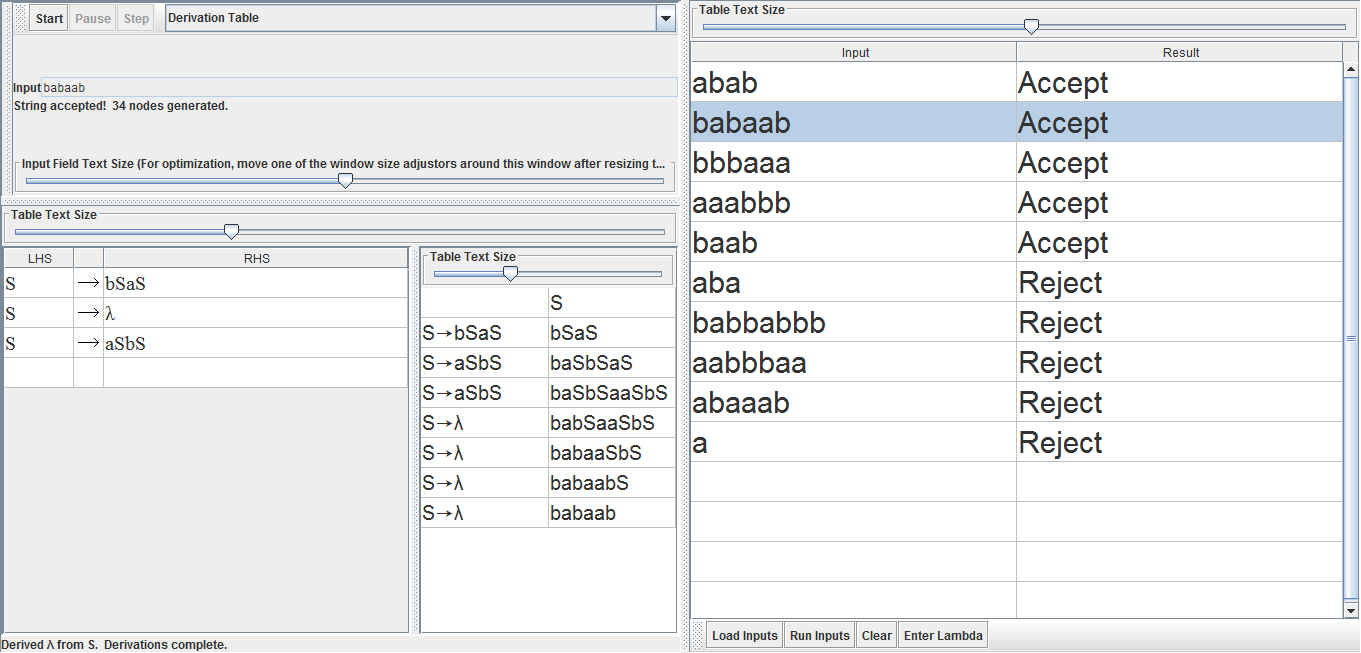 Start Pause Step Derivation Table
Input babaab
String accepted! 34 nodes generated.
Input Field Text Size (For optimization, move one of the window size adjustors around this window after resizing t...
Table Text Size
LHS RHS
S → bSaS
S → λ
S → aSbS
Table Text Size
S
S→bSaS bSaS
S→aSbS baSbSaS
S→aSbS baSbSaaSbS
S→λ babSaaSbS
S→λ babaaSbS
S→λ babaabS
S→λ babaab
Derived λ from S. Derivations complete.
Table Text Size
Input Result
abab Accept
babaab Accept
bbbaaa Accept
aaabbb Accept
baab Accept
aba Reject
babbabbb Reject
aabbbaa Reject
abaaab Reject
a Reject
Load Inputs Run Inputs Clear Enter Lambda